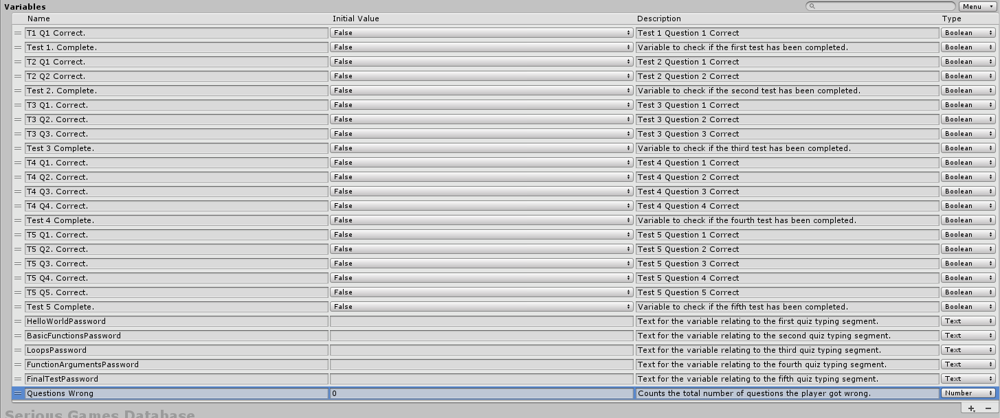 Variables Menu
Name Initial Value Description Type
T1 Q1 Correct. False Test 1 Question 1 Correct Boolean
Test 1. Complete. False Variable to check if the first test has been completed. Boolean
T2 Q1 Correct. False Test 2 Question 1 Correct Boolean
T2 Q2 Correct. False Test 2 Question 2 Correct Boolean
Test 2. Complete. False Variable to check if the second test has been completed. Boolean
T3 Q1. Correct. False Test 3 Question 1 Correct Boolean
T3 Q2. Correct. False Test 3 Question 2 Correct Boolean
T3 Q3. Correct. False Test 3 Question 3 Correct Boolean
Test 3 Complete. False Variable to check if the third test has been completed. Boolean
T4 Q1. Correct. False Test 4 Question 1 Correct Boolean
T4 Q2. Correct. False Test 4 Question 2 Correct Boolean
T4 Q3. Correct. False Test 4 Question 3 Correct Boolean
T4 Q4. Correct. False Test 4 Question 4 Correct Boolean
Test 4 Complete. False Variable to check if the fourth test has been completed. Boolean
T5 Q1. Correct. False Test 5 Question 1 Correct Boolean
T5 Q2. Correct. False Test 5 Question 2 Correct Boolean
T5 Q3. Correct. False Test 5 Question 3 Correct Boolean
T5 Q4. Correct. False Test 5 Question 4 Correct Boolean
T5 Q5. Correct. False Test 5 Question 5 Correct Boolean
Test 5 Complete. False Variable to check if the fifth test has been completed. Boolean
HelloWorldPassword Text for the variable relating to the first quiz typing segment. Text
BasicFunctionsPassword Text for the variable relating to the second quiz typing segment. Text
LoopsPassword Text for the variable relating to the third quiz typing segment. Text
FunctionArgumentsPassword Text for the variable relating to the fourth quiz typing segment. Text
FinalTestPassword Text for the variable relating to the fifth quiz typing segment. Text
Questions Wrong 0 Counts the total number of questions the player got wrong. Number
Serious Games Database